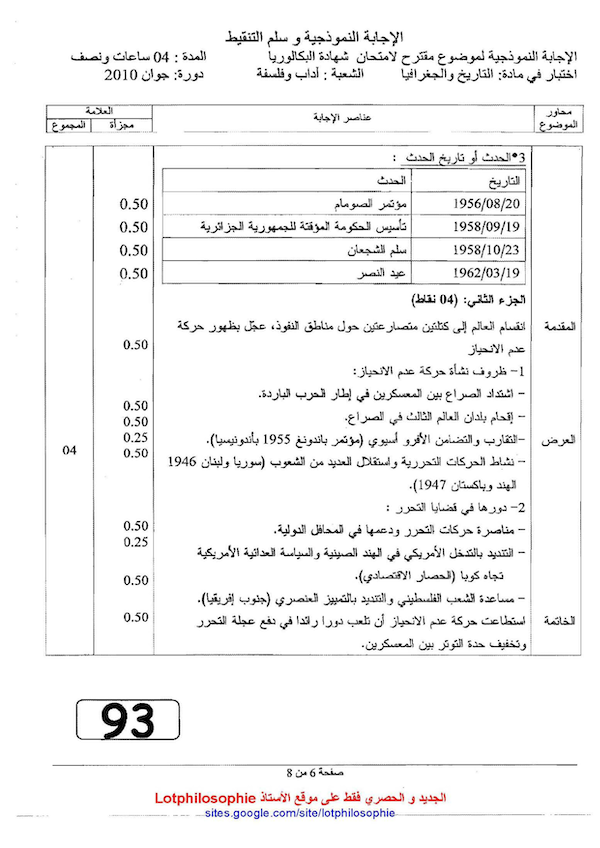 الإجابة النموذجية و سلم التنقيط
الإجابة النموذجية لموضوع مقترح لامتحان شهادة البكالوريا المدة : 04 ساعات ونصف
اختبار في مادة: التاريخ والجغرافيا الشعبة : آداب وفلسفة دورة: جوان 2010
محاور الموضوع عناصر الإجابة العلامة
مجزأة المجموع
3•الحدث أو تاريخ الحدث :
التاريخ الحدث
1956/08/20 مؤتمر الصومام 0.50
1958/09/19 تأسيس الحكومة المؤقتة للجمهورية الجزائرية 0.50
1958/10/23 سلم الشجعان 0.50
1962/03/19 عيد النصر 0.50
الجزء الثاني: (04 نقاط)
المقدمة انقسام العالم إلى كتلتين متصارعتين حول مناطق النفوذ، عجّل بظهور حركة
عدم الانحياز 0.50
1- ظروف نشأة حركة عدم الانحياز:
- اشتداد الصراع بين المعسكرين في إطار الحرب الباردة. 0.50
- إقحام بلدان العالم الثالث في الصراع. 0.50
العرض -التقارب والتضامن الأفرو أسيوي (مؤتمر باندونغ 1955 بأندونيسيا). 0.25
- نشاط الحركات التحررية واستقلال العديد من الشعوب (سوريا ولبنان 1946 0.50 04
الهند وباكستان 1947).
2- دورها في قضايا التحرر :
- مناصرة حركات التحرر ودعمها في المحافل الدولية. 0.50
- التنديد بالتدخل الأمريكي في الهند الصينية والسياسة العدائية الأمريكية 0.25
تجاه كوبا (الحصار الاقتصادي).
- مساعدة الشعب الفلسطيني والتنديد بالتمييز العنصري (جنوب إفريقيا). 0.50
الخاتمة استطاعت حركة عدم الانحياز أن تلعب دورا رائدا في دفع عجلة التحرر 0.50
وتخفيف حدة التوتر بين المعسكرين.
93
صفحة 6 من 8
الجديد و الحصري فقط على موقع الأستاذ Lotphilosophie
sites.google.com/site/lotphilosophie